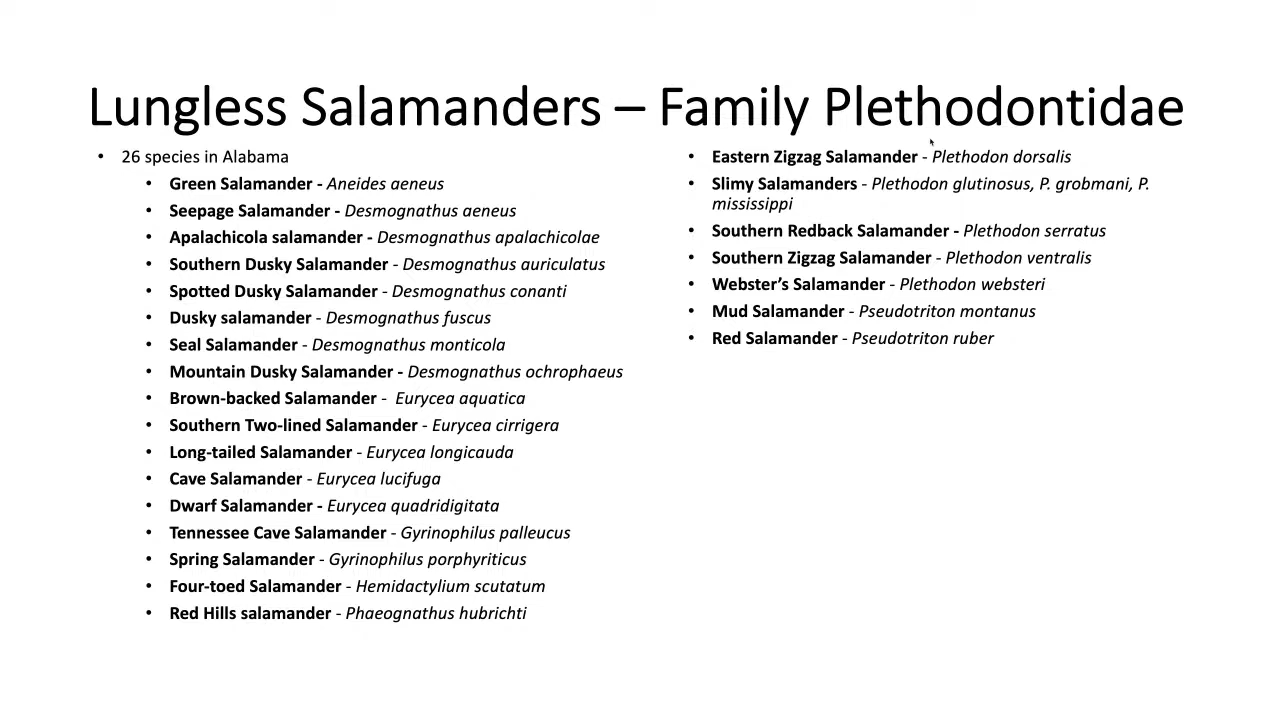 Lungless Salamanders – Family Plethodontidae
• 26 species in Alabama
• Green Salamander - Aneides aeneus
• Seepage Salamander - Desmognathus aeneus
• Apalachicola salamander - Desmognathus apalachicolae
• Southern Dusky Salamander - Desmognathus auriculatus
• Spotted Dusky Salamander - Desmognathus conanti
• Dusky salamander - Desmognathus fuscus
• Seal Salamander - Desmognathus monticola
• Mountain Dusky Salamander - Desmognathus ochrophaeus
• Brown-backed Salamander - Eurycea aquatica
• Southern Two-lined Salamander - Eurycea cirrigera
• Long-tailed Salamander - Eurycea longicauda
• Cave Salamander - Eurycea lucifuga
• Dwarf Salamander - Eurycea quadridigitata
• Tennessee Cave Salamander - Gyrinophilus palleucus
• Spring Salamander - Gyrinophilus porphyriticus
• Four-toed Salamander - Hemidactylium scutatum
• Red Hills salamander - Phaeognathus hubrichti
• Eastern Zigzag Salamander - Plethodon dorsalis
• Slimy Salamanders - Plethodon glutinosus, P. grobmani, P.
mississippi
• Southern Redback Salamander - Plethodon serratus
• Southern Zigzag Salamander - Plethodon ventralis
• Webster’s Salamander - Plethodon websteri
• Mud Salamander - Pseudotriton montanus
• Red Salamander - Pseudotriton ruber